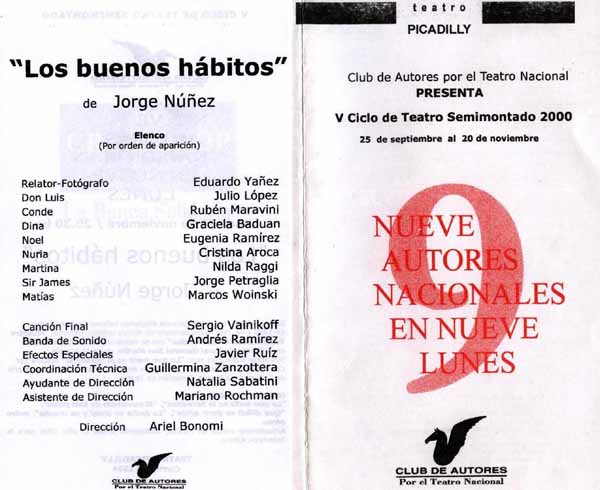 "Los buenos hábitos"
de Jorge Núñez
Elenco
(Por orden de aparición)
Relator-Fotógrafo Eduardo Yañez
Don Luis Julio López
Conde Rubén Maravini
Dina Graciela Baduan
Noel Eugenia Ramírez
Nuria Cristina Aroca
Martina Nilda Raggi
Sir James Jorge Petraglia
Matías Marcos Woinski
Canción Final Sergio Vainikoff
Banda de Sonido Andrés Ramírez
Efectos Especiales Javier Ruíz
Coordinación Técnica Guillermina Zanzottera
Ayudante de Dirección Natalia Sabatini
Asistente de Dirección Mariano Rochman
Dirección Ariel Bonomi
CLUB DE AUTORES
Por el Teatro Nacional
teatro
PICADILLY
Club de Autores por el Teatro Nacional
PRESENTA
V Ciclo de Teatro Semimontado 2000
25 de septiembre al 20 de noviembre
9
NUEVE
AUTORES
NACIONALES
EN NUEVE
LUNES
CLUB DE AUTORES
Por el Teatro Nacional